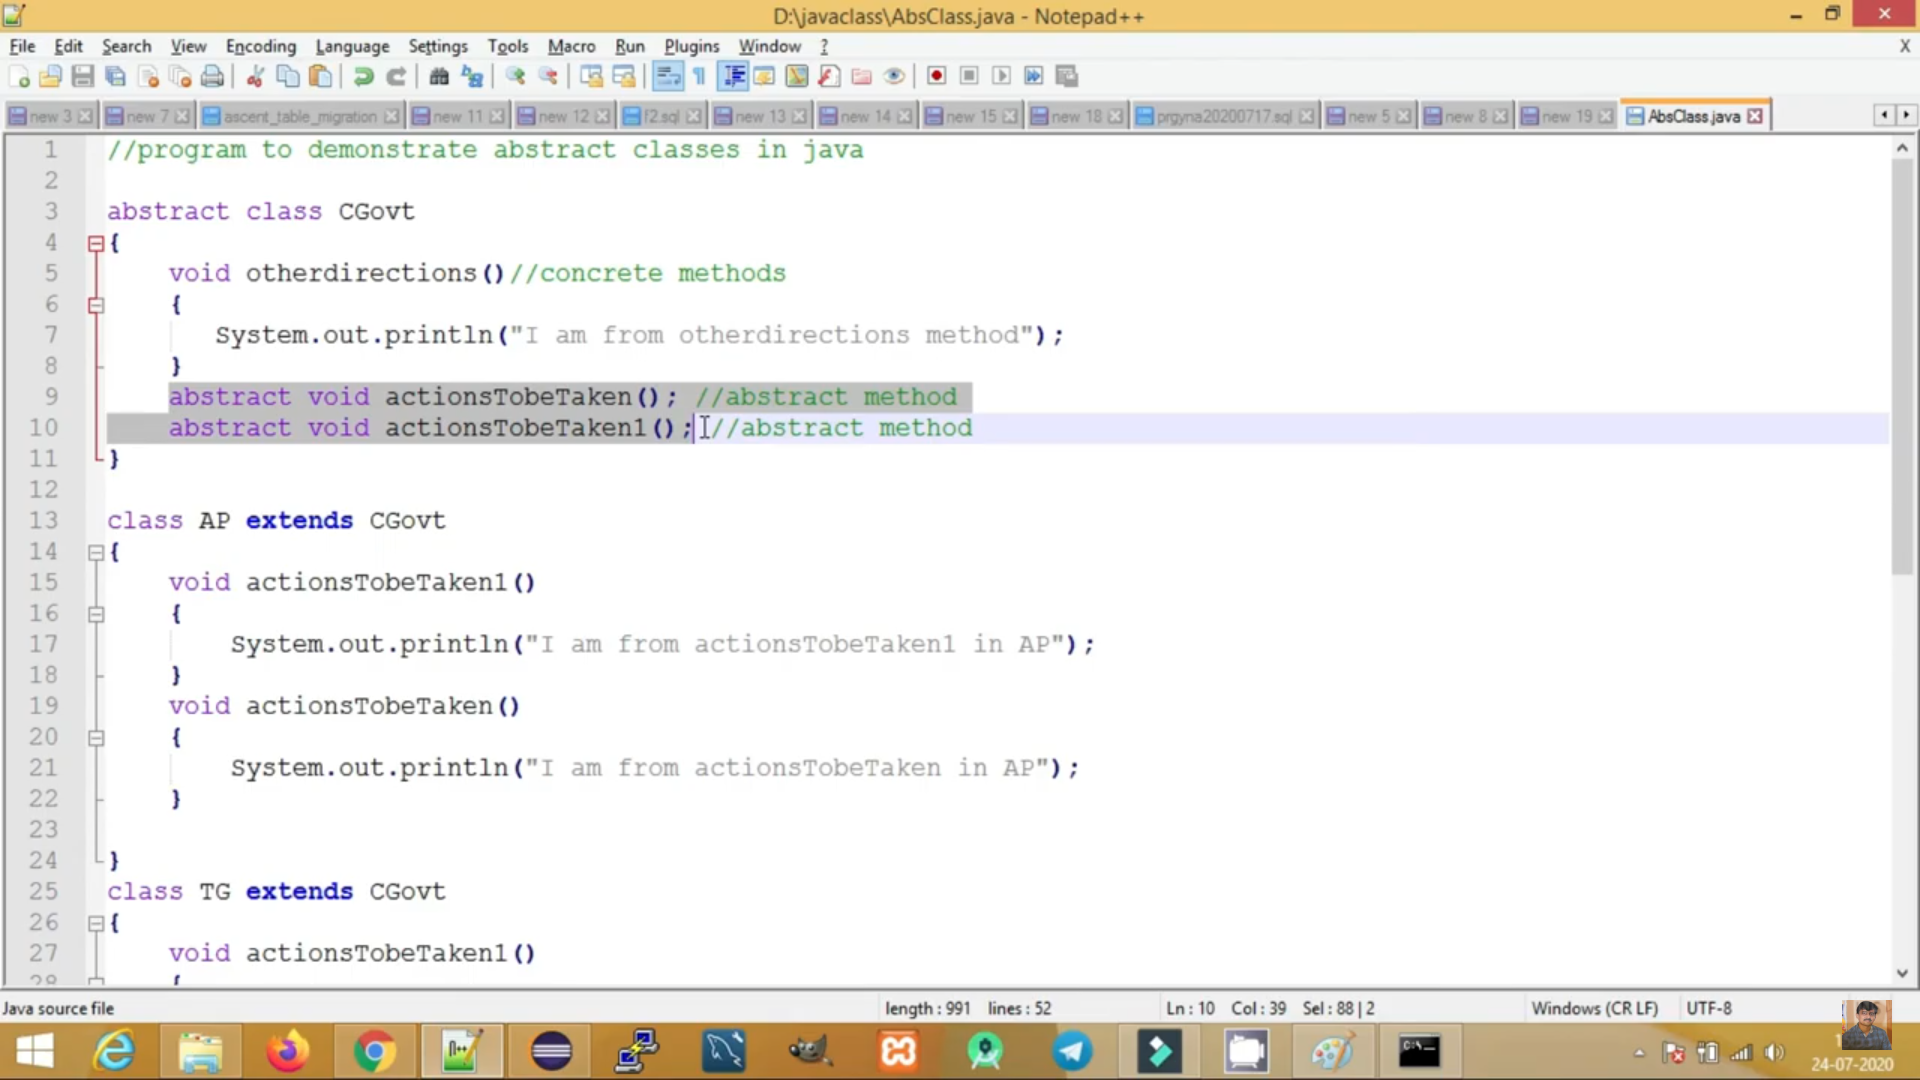 D:\javaclass\AbsClass.java - Notepad++
X
File Edit Search View Encoding Language Settings Tools Macro Run Plugins Window ?
X
new 3 new 7 ascent_table_migration new 11 new 12 f2.sql new 13 new 14 new 15 new 18 prgyna20200717.sql new 5 new 8 new 19 AbsClass.java
1 //program to demonstrate abstract classes in java
2
3 abstract class CGovt
4 {
5 void otherdirections()//concrete methods
6 {
7 System.out.println("I am from otherdirections method");
8 }
9 abstract void actionsTobeTaken(); //abstract method
10 abstract void actionsTobeTaken1(); //abstract method
11 }
12
13 class AP extends CGovt
14 {
15 void actionsTobeTaken1()
16 {
17 System.out.println("I am from actionsTobeTaken1 in AP");
18 }
19 void actionsTobeTaken()
20 {
21 System.out.println("I am from actionsTobeTaken in AP");
22 }
23
24 }
25 class TG extends CGovt
26 {
27 void actionsTobeTaken1()
28 {
Java source file length : 991 lines : 52 Ln : 10 Col : 39 Sel : 88 | 2 Windows (CR LF) UTF-8
N++
C:\
24-07-2020